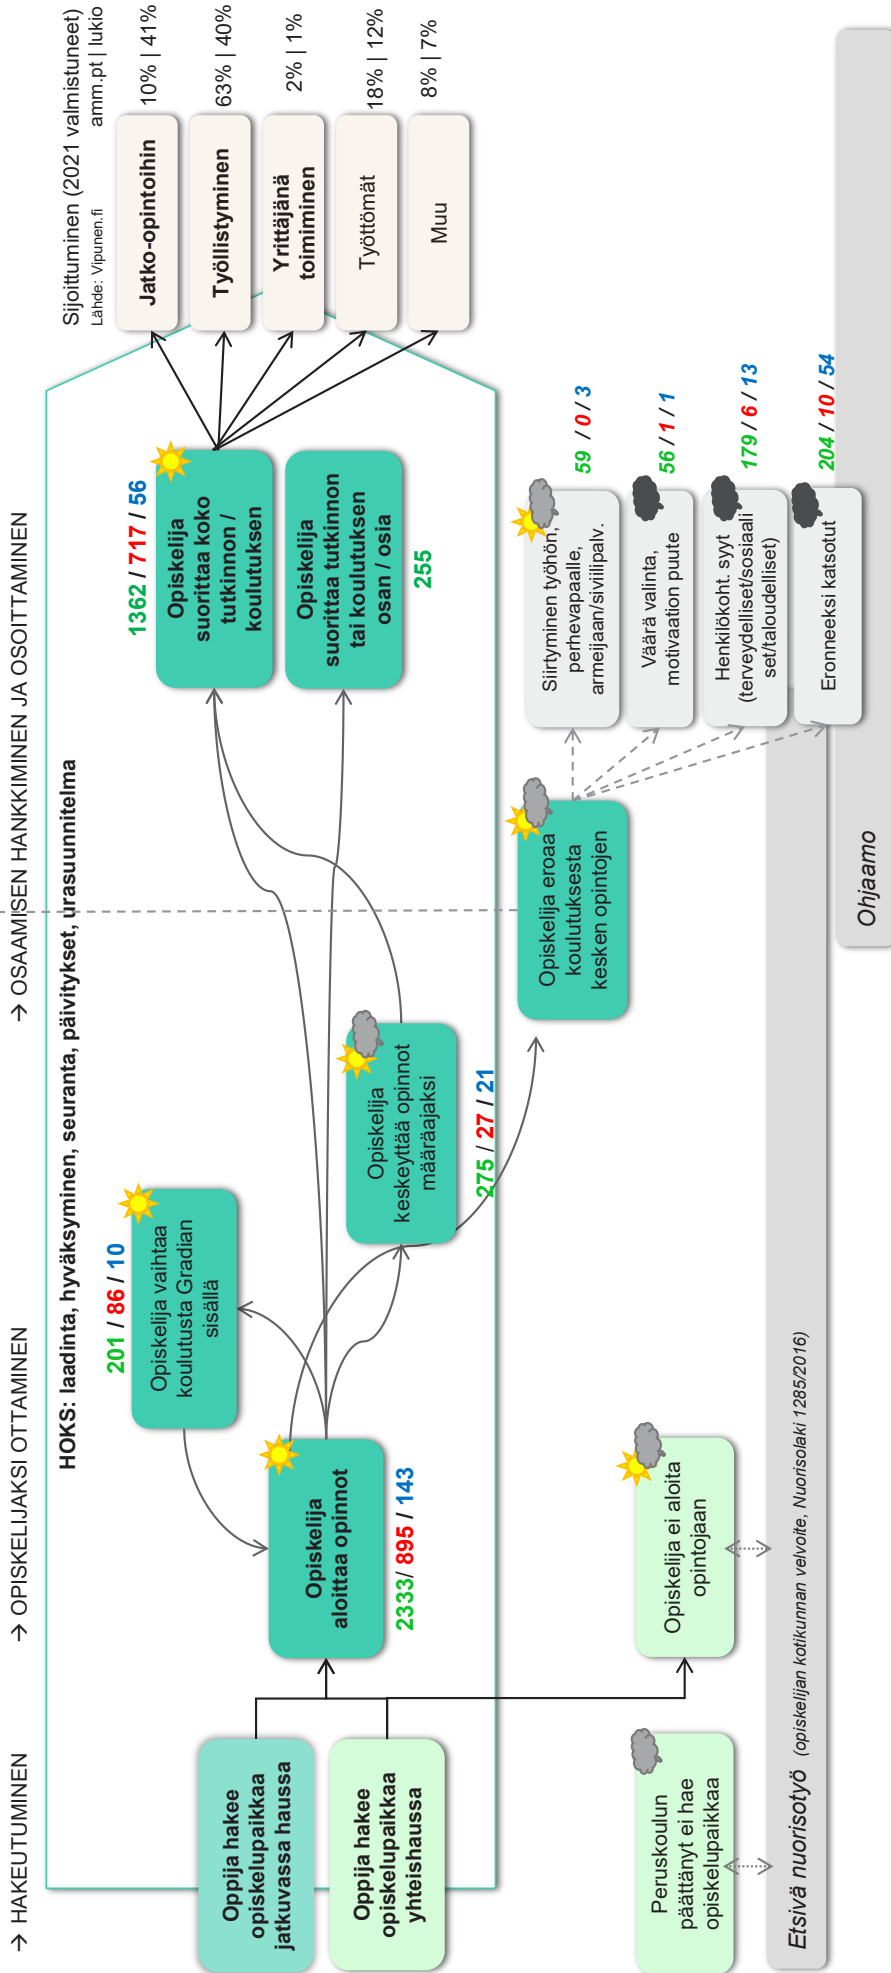 → HAKEUTUMINEN
→ OPISKELIJAKSI OTTAMINEN
→ OSAAMISEN HANKKIMINEN JA OSOITTAMINEN
HOKS: laadinta, hyväksyminen, seuranta, päivitykset, urasuunnitelma
Oppija hakee
opiskelupaikkaa
jatkuvassa haussa
Oppija hakee
opiskelupaikkaa
yhteishaussa
Peruskoulun
päättänyt ei hae
opiskelupaikkaa
Opiskelija
aloittaa opinnot
2333/ 895 / 143
Opiskelija ei aloita
opintojaan
201 / 86 / 10
Opiskelija vaihtaa
koulutusta Gradian
sisällä
Opiskelija
keskeyttää opinnot
määräajaksi
275 / 27 / 21
Opiskelija eroaa
koulutuksesta
kesken opintojen
1362 / 717 / 56
Opiskelija
suorittaa koko
tutkinnon /
koulutuksen
Opiskelija
suorittaa tutkinnon
tai koulutuksen
osan / osia
255
Siirtyminen työhön,
perhevapaalle,
armeijaan/siviilipalv.
59 / 0 / 3
Väärä valinta,
motivaation puute
56 / 1 / 1
Henkilökoht. syyt
(terveydelliset/sosiaali
set/taloudelliset)
179 / 6 / 13
Eronneeksi katsotut
204 / 10 / 54
Sijoittuminen (2021 valmistuneet)
Lähde: Vipunen.fi
amm.pt | lukio
Jatko-opintoihin
10% | 41%
Työllistyminen
63% | 40%
Yrittäjänä
toimiminen
2% | 1%
Työttömät
18% | 12%
Muu
8% | 7%
Etsivä nuorisotyö (opiskelijan kotikunnan velvoite, Nuorisolaki 1285/2016)
Ohjaamo